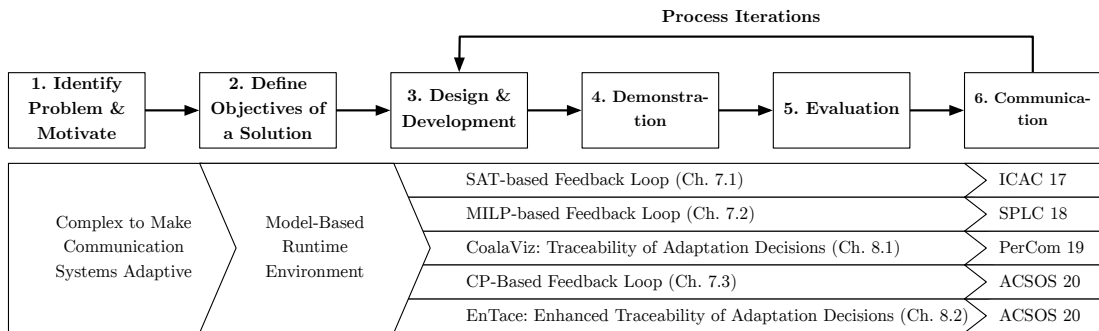 Process Iterations
1. Identify
Problem &
Motivate
2. Define
Objectives of
a Solution
3. Design &
Development
4. Demonstra-
tion
5. Evaluation
6. Communica-
tion
Complex to Make
Communication
Systems Adaptive
Model-Based
Runtime
Environment
SAT-based Feedback Loop (Ch. 7.1)
ICAC 17
MILP-based Feedback Loop (Ch. 7.2)
SPLC 18
CoalaViz: Traceability of Adaptation Decisions (Ch. 8.1)
PerCom 19
CP-Based Feedback Loop (Ch. 7.3)
ACSOS 20
EnTace: Enhanced Traceability of Adaptation Decisions (Ch. 8.2)
ACSOS 20